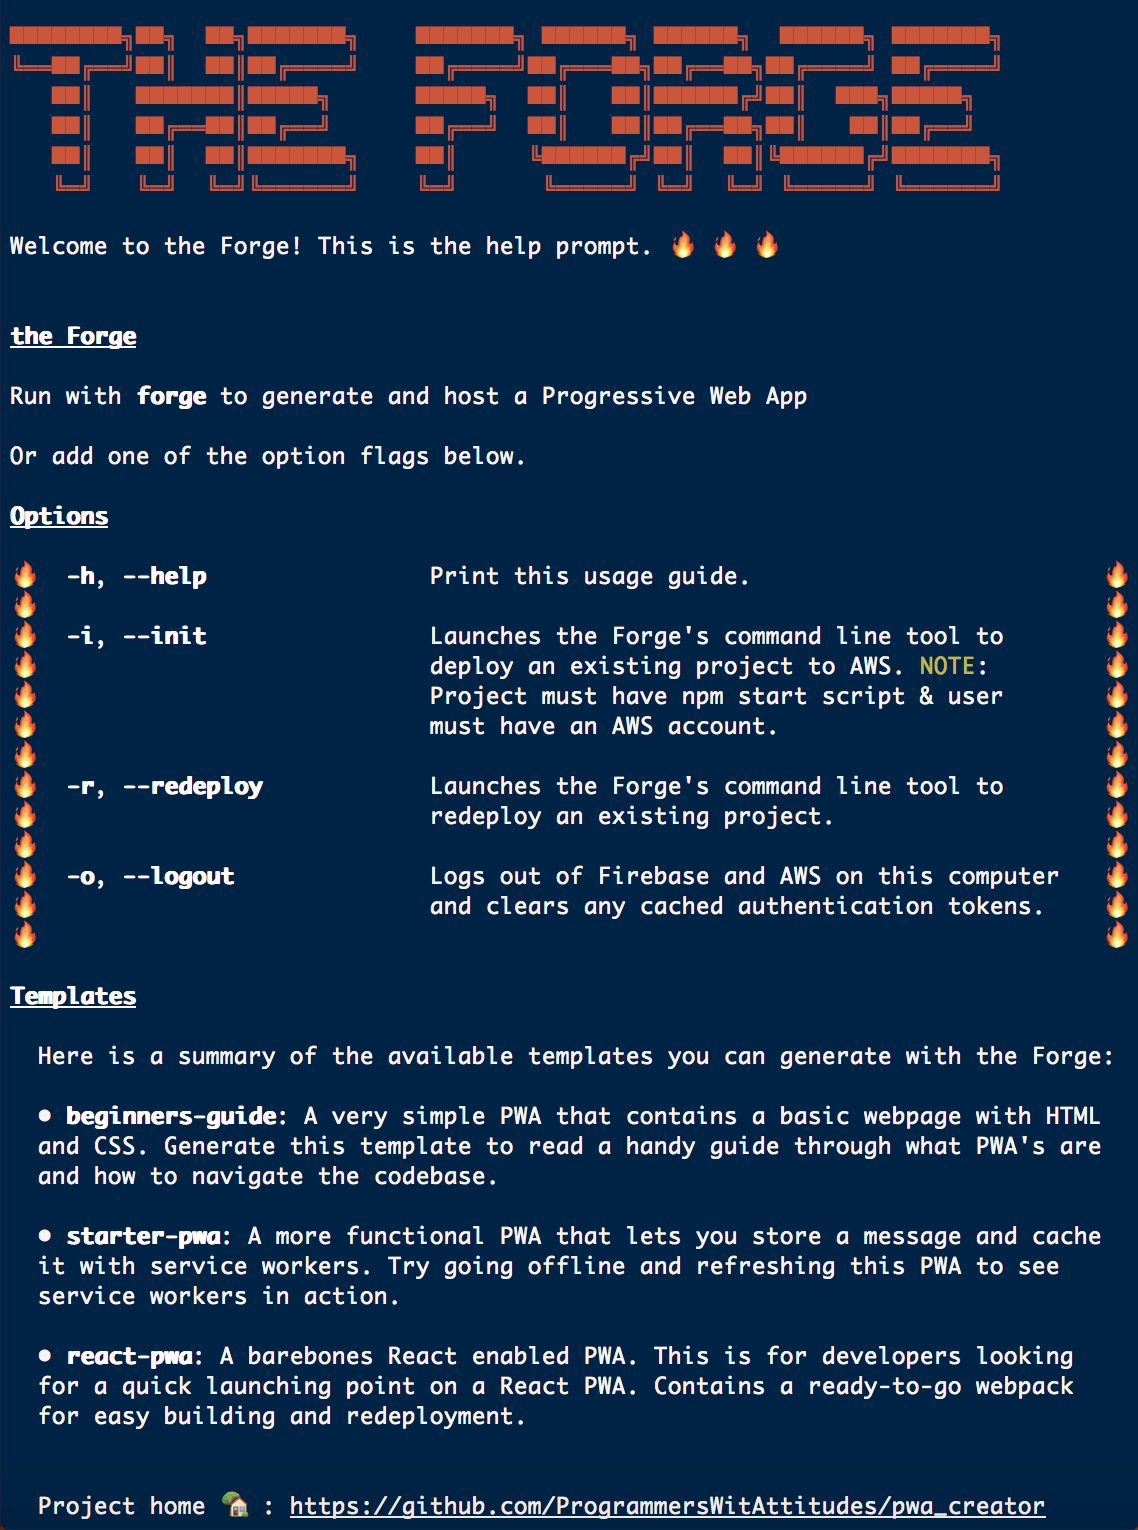 THE FORGE
Welcome to the Forge! This is the help prompt. 🔥 🔥 🔥
the Forge
Run with forge to generate and host a Progressive Web App
Or add one of the option flags below.
Options
-h, --help Print this usage guide.
-i, --init Launches the Forge's command line tool to
deploy an existing project to AWS. NOTE:
Project must have npm start script & user
must have an AWS account.
-r, --redeploy Launches the Forge's command line tool to
redeploy an existing project.
-o, --logout Logs out of Firebase and AWS on this computer
and clears any cached authentication tokens.
Templates
Here is a summary of the available templates you can generate with the Forge:
● beginners-guide: A very simple PWA that contains a basic webpage with HTML
and CSS. Generate this template to read a handy guide through what PWA's are
and how to navigate the codebase.
● starter-pwa: A more functional PWA that lets you store a message and cache
it with service workers. Try going offline and refreshing this PWA to see
service workers in action.
● react-pwa: A barebones React enabled PWA. This is for developers looking
for a quick launching point on a React PWA. Contains a ready-to-go webpack
for easy building and redeployment.
Project home 🏡 : https://github.com/ProgrammersWitAttitudes/pwa_creator